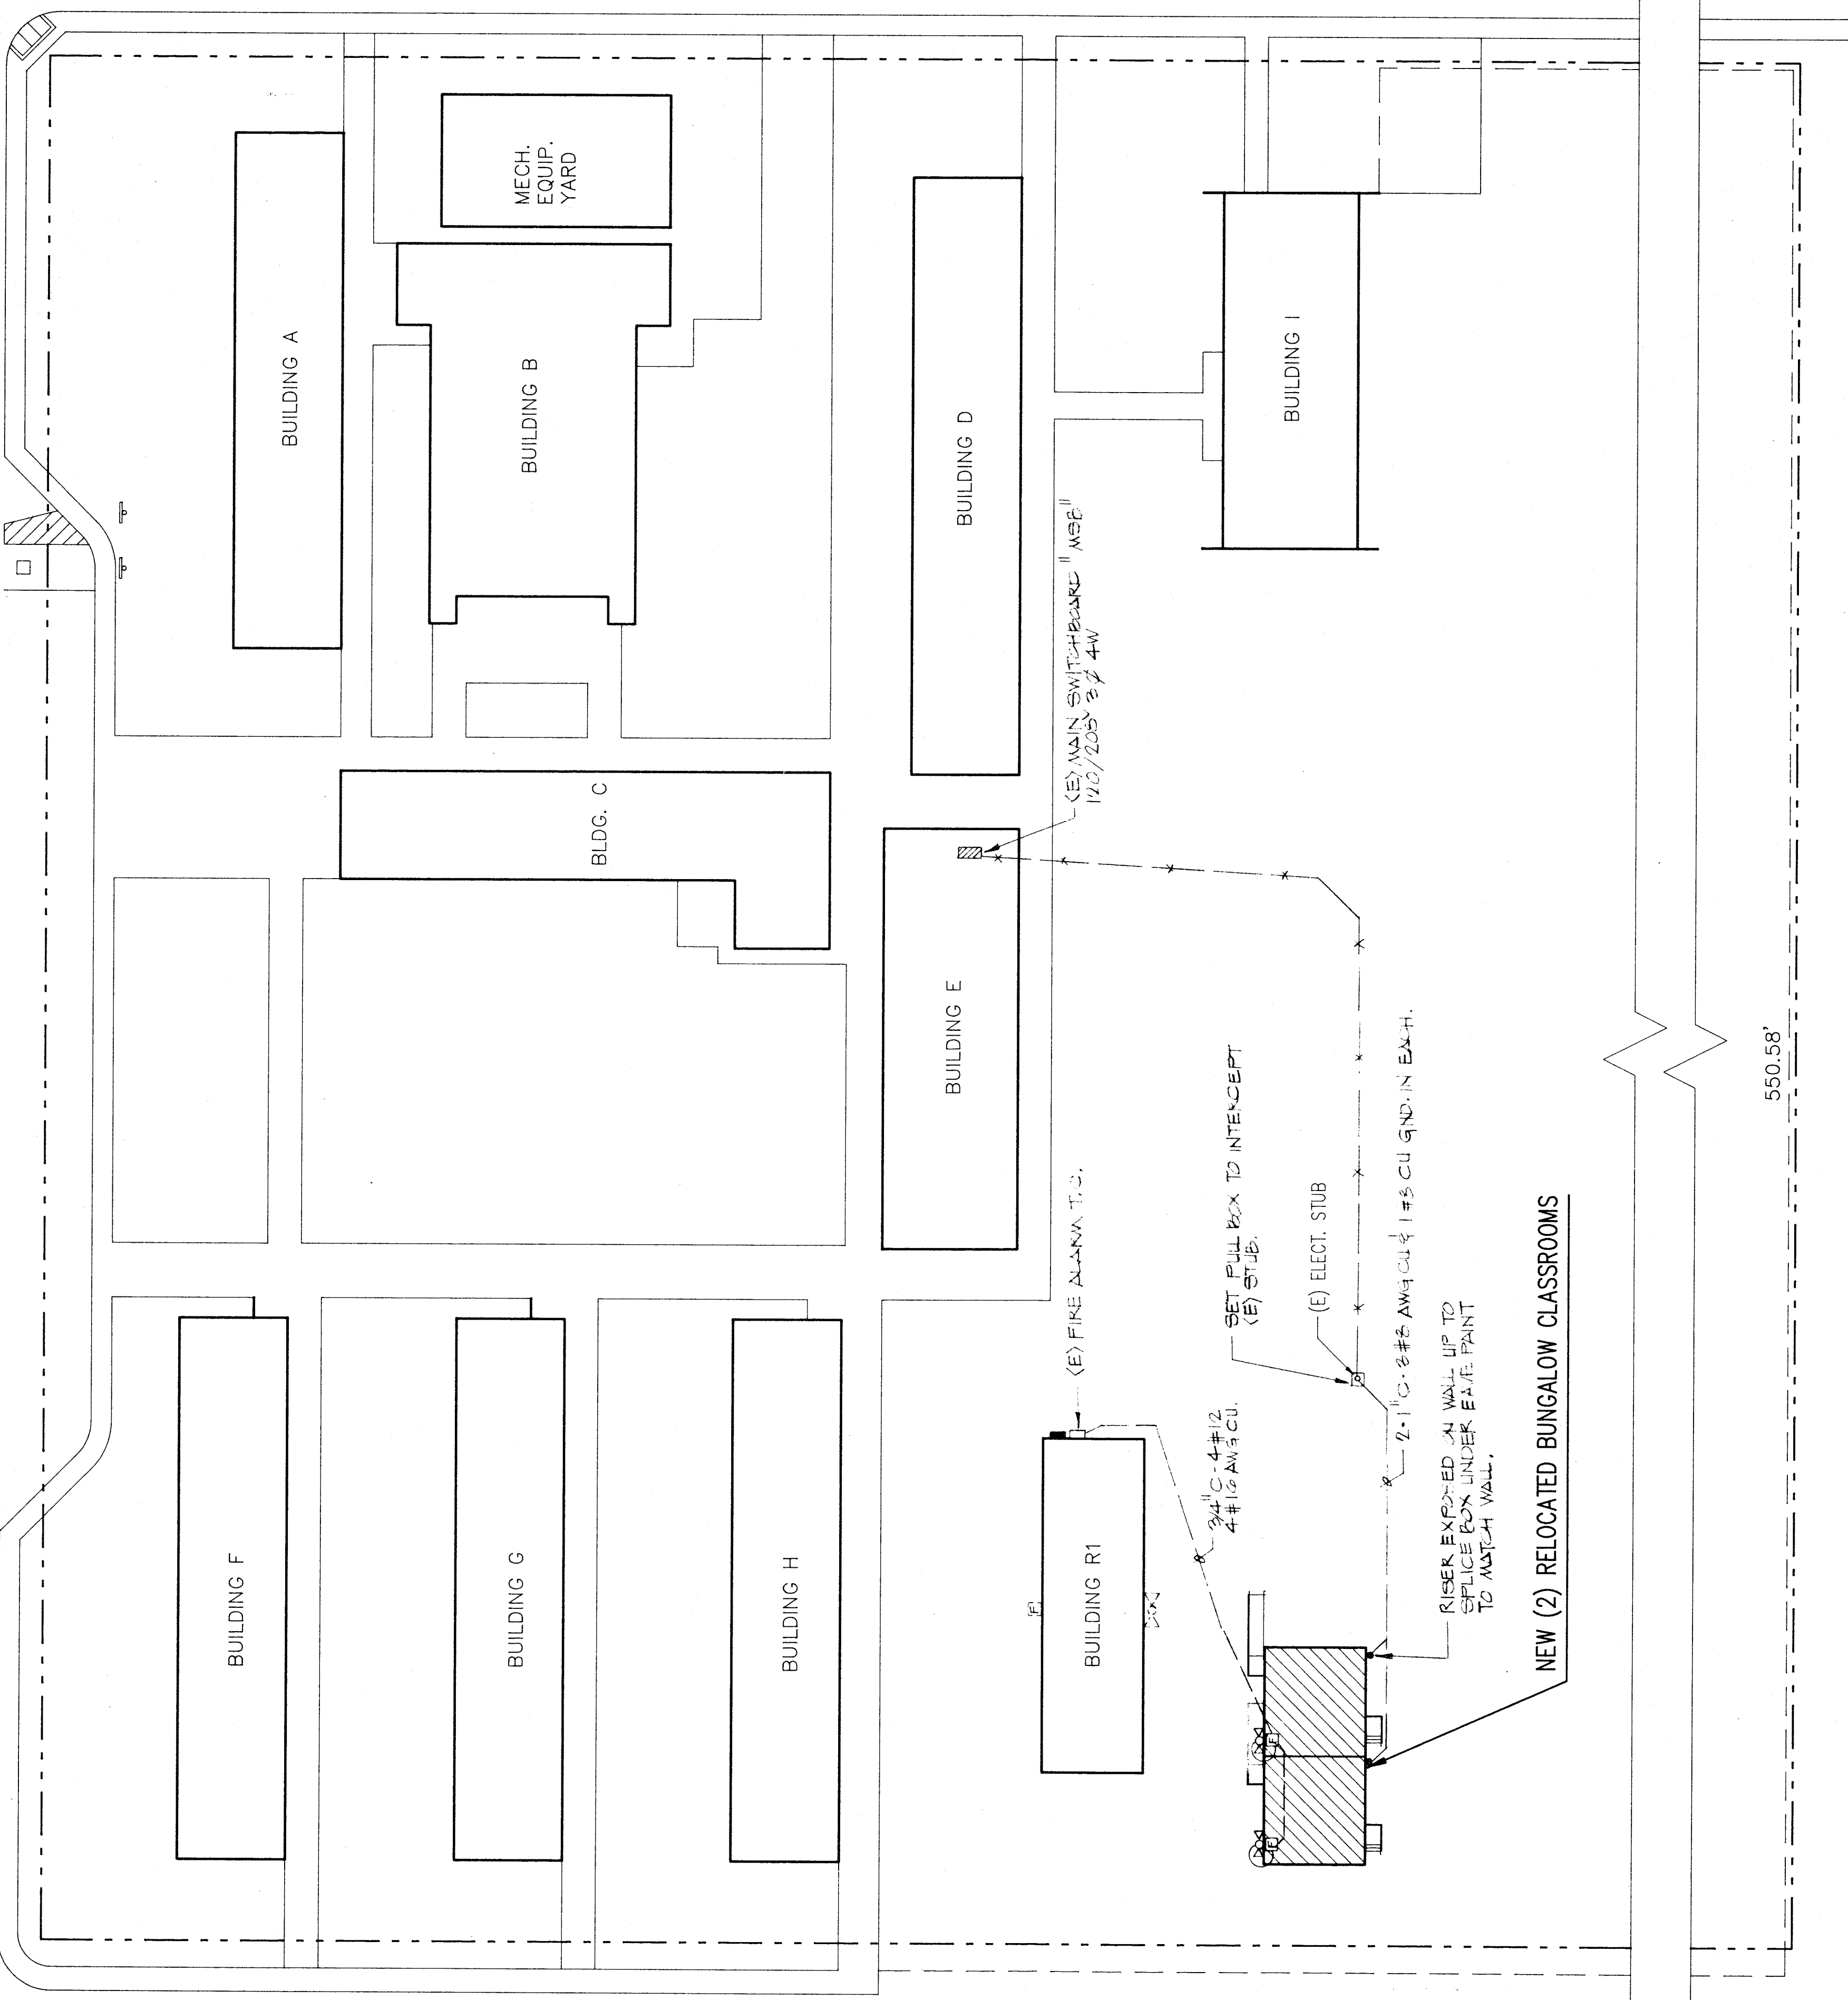 BUILDING A
MECH.
EQUIP.
YARD
BUILDING B
BLDG. C
BUILDING D
BUILDING E
BUILDING I
(E) MAIN SWITCHBOARD "MSB"
120/208V 3Ø 4W
BUILDING F
BUILDING G
BUILDING H
BUILDING R1
(E) FIRE ALARM T.C.
3/4"C-4#12
4#16 AWG CU.
SET PULL BOX TO INTERCEPT
(E) STUB.
(E) ELECT. STUB
2-1"C-3#3 AWG CU & 1#8 CU GND. IN EACH.
RISER EXPOSED ON WALL UP TO
SPLICE BOX UNDER EAVE PAINT
TO MATCH WALL.
NEW (2) RELOCATED BUNGALOW CLASSROOMS
550.58'
F
F
F